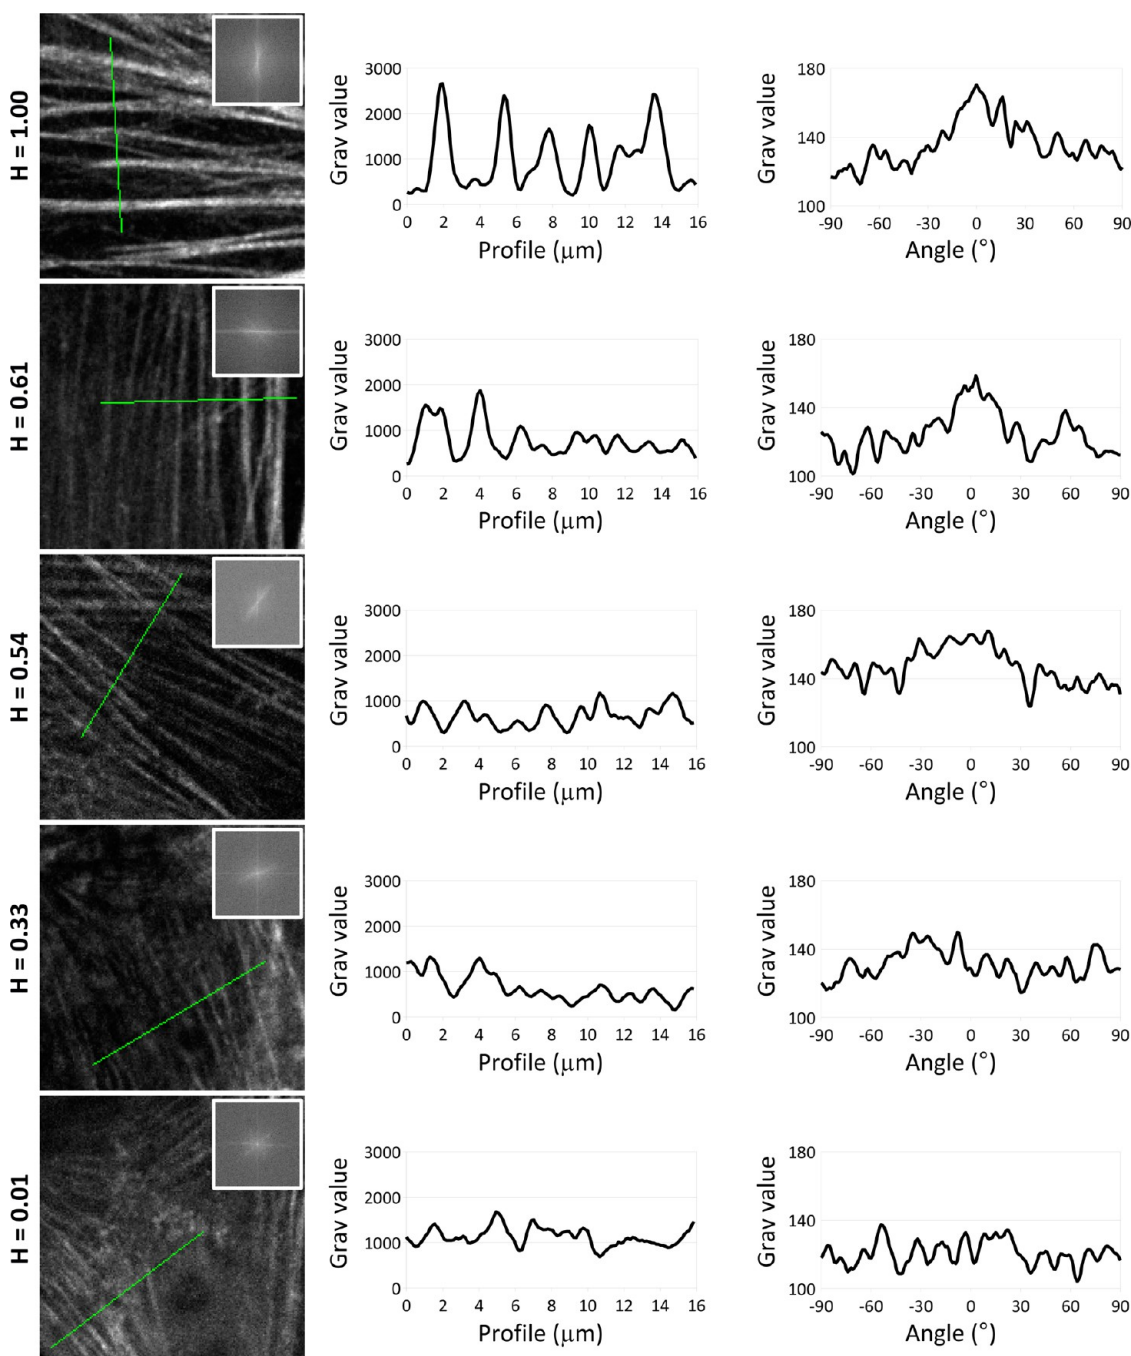 H = 1.00
Grav value
3000
2000
1000
0
0 2 4 6 8 10 12 14 16
Profile (μm)
Grav value
180
140
100
-90 -60 -30 0 30 60 90
Angle (°)
H = 0.61
Grav value
3000
2000
1000
0
0 2 4 6 8 10 12 14 16
Profile (μm)
Grav value
180
140
100
-90 -60 -30 0 30 60 90
Angle (°)
H = 0.54
Grav value
3000
2000
1000
0
0 2 4 6 8 10 12 14 16
Profile (μm)
Grav value
180
140
100
-90 -60 -30 0 30 60 90
Angle (°)
H = 0.33
Grav value
3000
2000
1000
0
0 2 4 6 8 10 12 14 16
Profile (μm)
Grav value
180
140
100
-90 -60 -30 0 30 60 90
Angle (°)
H = 0.01
Grav value
3000
2000
1000
0
0 2 4 6 8 10 12 14 16
Profile (μm)
Grav value
180
140
100
-90 -60 -30 0 30 60 90
Angle (°)